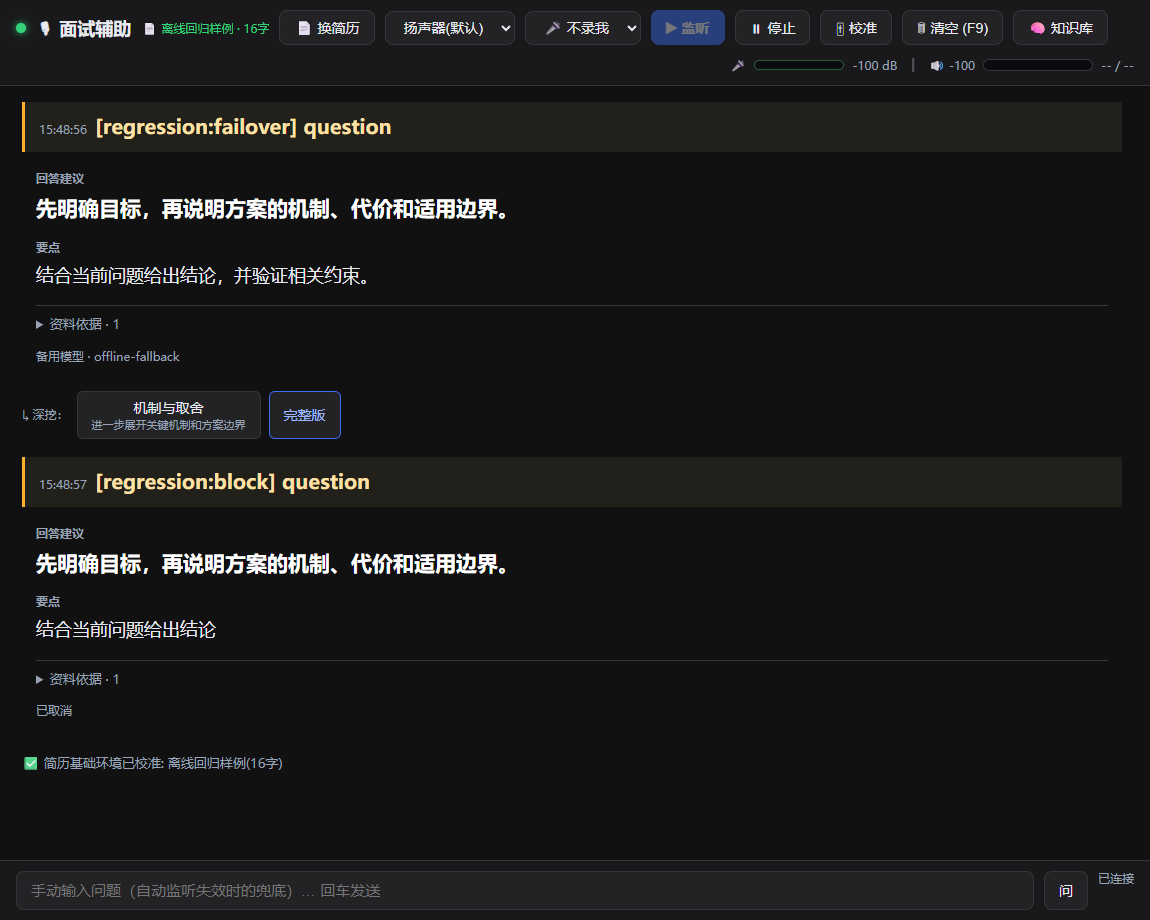 面试辅助 离线回归样例 · 16字 换简历 扬声器(默认) 不录我 监听 停止 校准 清空 (F9) 知识库
-100 dB | -100 -- / --
15:48:56 [regression:failover] question
回答建议
先明确目标，再说明方案的机制、代价和适用边界。
要点
结合当前问题给出结论，并验证相关约束。
▶ 资料依据 · 1
备用模型 · offline-fallback
↳ 深挖: 机制与取舍 完整版
进一步展开关键机制和方案边界
15:48:57 [regression:block] question
回答建议
先明确目标，再说明方案的机制、代价和适用边界。
要点
结合当前问题给出结论
▶ 资料依据 · 1
已取消
✅ 简历基础环境已校准: 离线回归样例(16字)
手动输入问题（自动监听失效时的兜底）… 回车发送 问 已连接